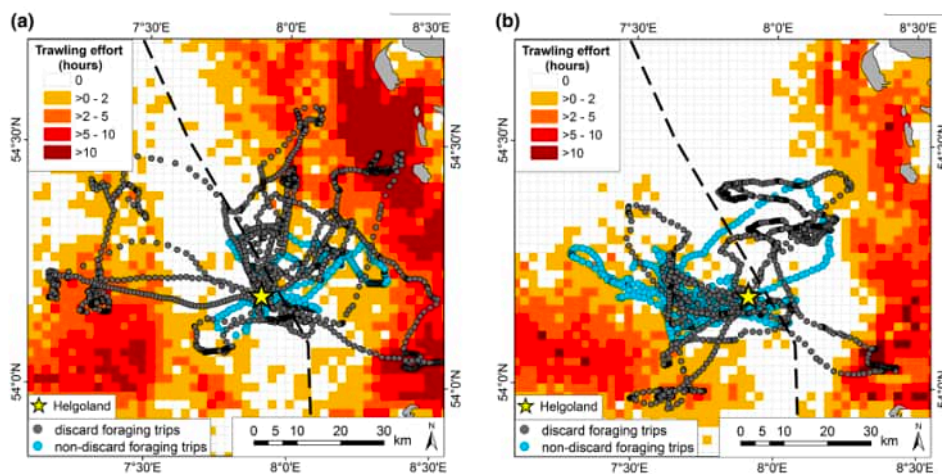 (a)
7°30'E 8°0'E 8°30'E
Trawling effort
(hours)
0
>0 - 2
>2 - 5
>5 - 10
>10
54°30'N
54°0'N
54°30'N
54°0'N
Helgoland
discard foraging trips
non-discard foraging trips
0 5 10 20 30
km
N
7°30'E 8°0'E 8°30'E
(b)
7°30'E 8°0'E 8°30'E
Trawling effort
(hours)
0
>0 - 2
>2 - 5
>5 - 10
>10
54°30'N
54°0'N
54°30'N
54°0'N
Helgoland
discard foraging trips
non-discard foraging trips
0 5 10 20 30
km
N
7°30'E 8°0'E 8°30'E